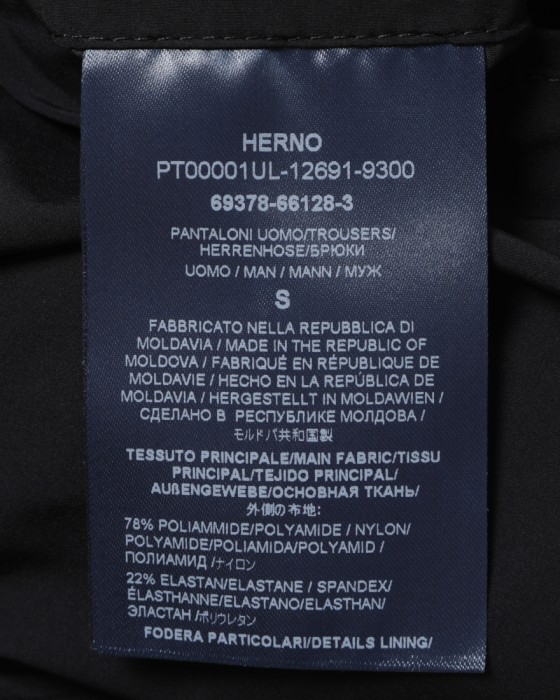 HERNO
PT00001UL-12691-9300
69378-66128-3
PANTALONI UOMO/TROUSERS/
HERRENHOSE/БРЮКИ
UOMO / MAN / MANN / МУЖ
S
FABBRICATO NELLA REPUBBLICA DI
MOLDAVIA / MADE IN THE REPUBLIC OF
MOLDOVA / FABRIQUÉ EN RÉPUBLIQUE DE
MOLDAVIE / HECHO EN LA REPÚBLICA DE
MOLDAVIA / HERGESTELLT IN MOLDAWIEN /
СДЕЛАНО В РЕСПУБЛИКЕ МОЛДОВА /
モルドバ共和国製
TESSUTO PRINCIPALE/MAIN FABRIC/TISSU
PRINCIPAL/TEJIDO PRINCIPAL/
AUßENGEWEBE/ОСНОВНАЯ ТКАНЬ/
外側の布地:
78% POLIAMMIDE/POLYAMIDE / NYLON/
POLYAMIDE/POLIAMIDA/POLYAMID /
ПОЛИАМИД /ナイロン
22% ELASTAN/ELASTANE / SPANDEX/
ÉLASTHANNE/ELASTANO/ELASTHAN/
ЭЛАСТАН /ポリウレタン
FODERA PARTICOLARI/DETAILS LINING/